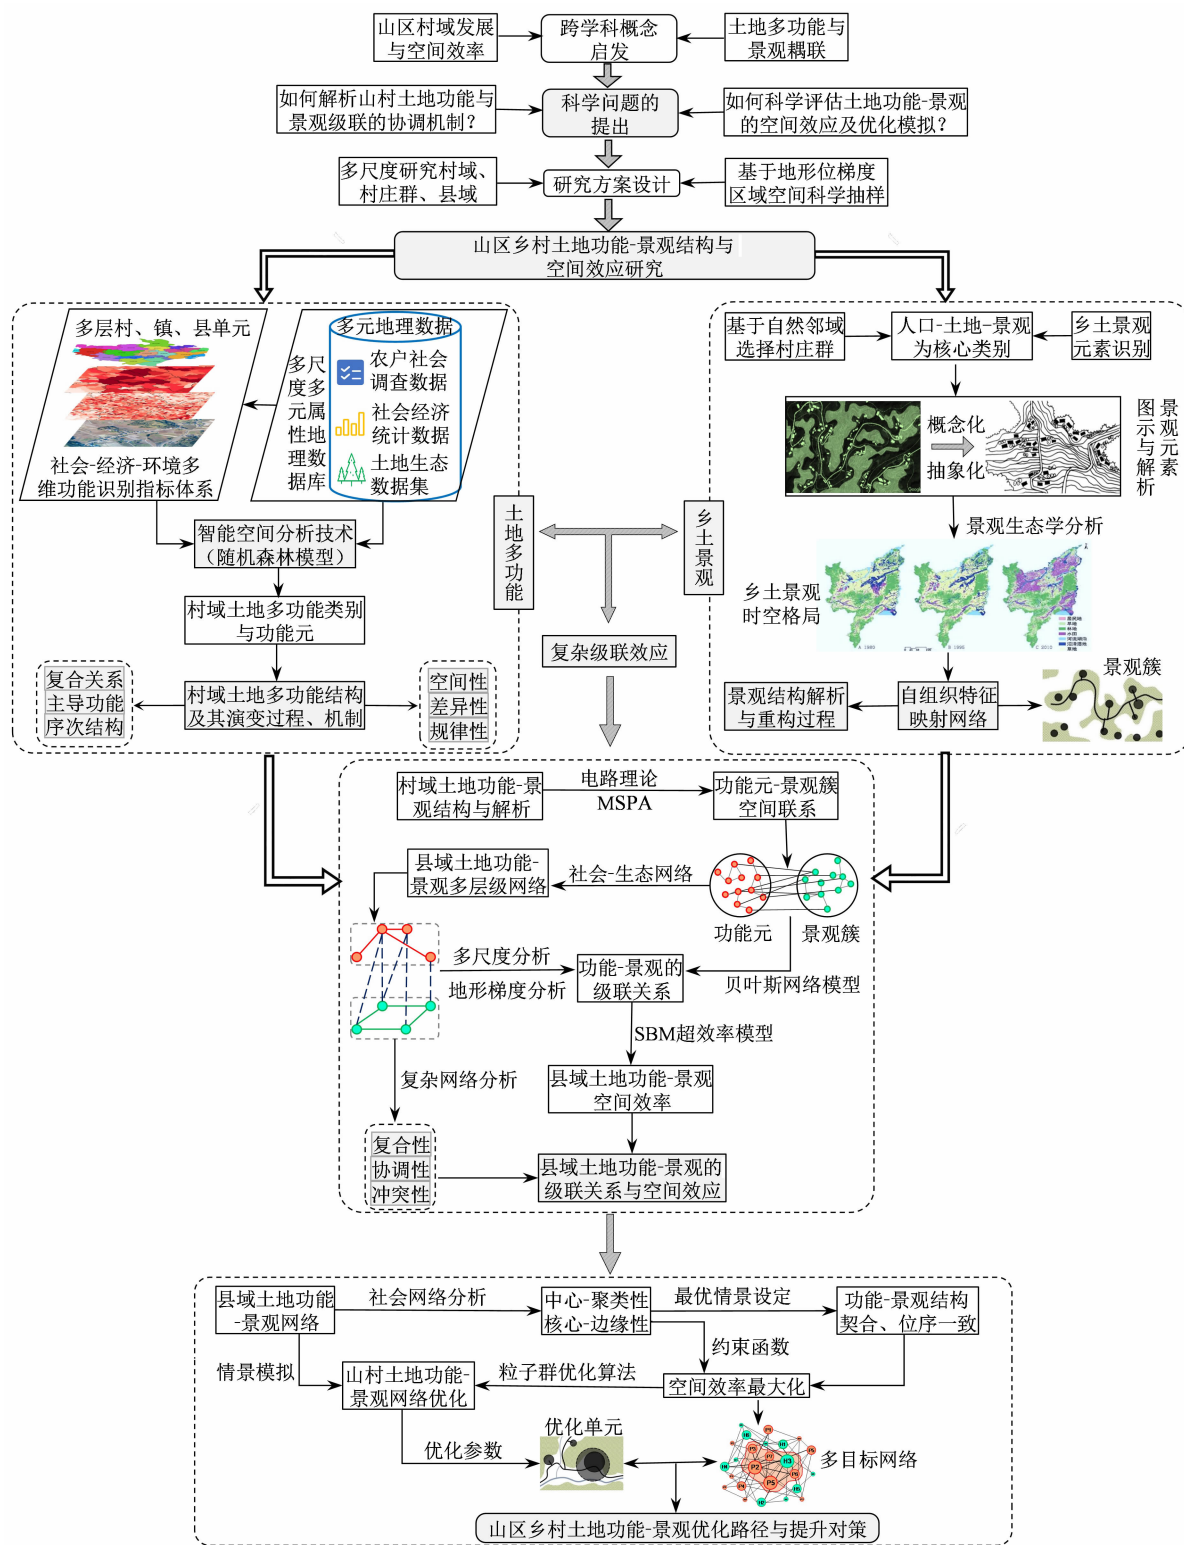 山区村域发展
与空间效率
跨学科概念
启发
土地多功能与
景观耦联
如何解析山村土地功能与
景观级联的协调机制?
科学问题的
提出
如何科学评估土地功能-景观
的空间效应及优化模拟?
多尺度研究村域、
村庄群、县域
研究方案设计
基于地形位梯度
区域空间科学抽样
山区乡村土地功能-景观结构与
空间效应研究
多层村、镇、县单元
社会-经济-环境多
维功能识别指标体系
多尺度多元属性地理数据库
多元地理数据
农户社会
调查数据
社会经济
统计数据
土地生态
数据集
智能空间分析技术
（随机森林模型）
村域土地多功能类别
与功能元
复合关系
主导功能
序次结构
村域土地多功能结构
及其演变过程、机制
空间性
差异性
规律性
土地多功能
乡土景观
复杂级联效应
基于自然邻域
选择村庄群
人口-土地-景观
为核心类别
乡土景观
元素识别
概念化
抽象化
景观元素
图示与解析
景观生态学分析
乡土景观
时空格局
A 1980
B 1995
C 2010
居民地
草地
林地
水田
景观结构解析
与重构过程
自组织特征
映射网络
景观簇
村域土地功能-景
观结构与解析
电路理论
MSPA
功能元-景观簇
空间联系
县域土地功能-
景观多层级网络
社会-生态网络
功能元
景观簇
多尺度分析
地形梯度分析
功能-景观的
级联关系
贝叶斯网络模型
SBM超效率模型
复杂网络分析
县域土地功能-景观
空间效率
复合性
协调性
冲突性
县域土地功能-景观的
级联关系与空间效应
县域土地功能
-景观网络
社会网络分析
中心-聚类性
核心-边缘性
最优情景设定
功能-景观结构
契合、位序一致
情景模拟
约束函数
山村土地功能-
景观网络优化
粒子群优化算法
空间效率最大化
优化参数
优化单元
P2
P5
H3
多目标网络
山区乡村土地功能-景观优化路径与提升对策